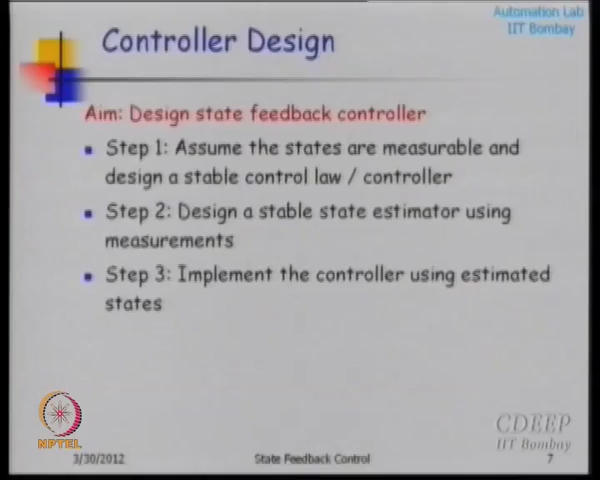 Automation Lab
IIT Bombay
Controller Design
Aim: Design state feedback controller
Step 1: Assume the states are measurable and
design a stable control law / controller
Step 2: Design a stable state estimator using
measurements
Step 3: Implement the controller using estimated
states
NPTEL
CDEEP
IIT Bombay
3/30/2012
State Feedback Control
7